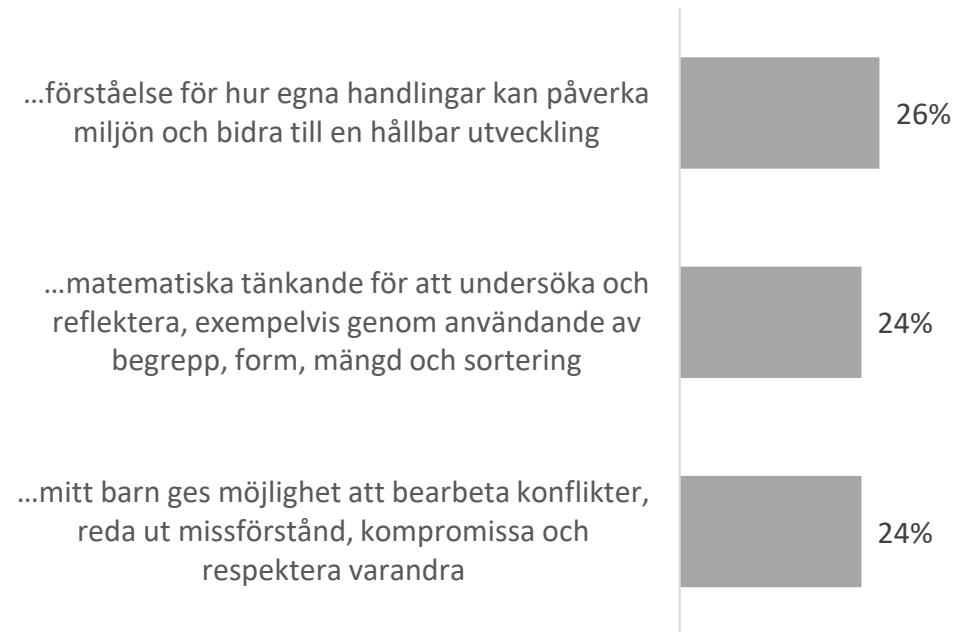 ...förståelse för hur egna handlingar kan påverka
miljön och bidra till en hållbar utveckling
26%
...matematiska tänkande för att undersöka och
reflektera, exempelvis genom användande av
begrepp, form, mängd och sortering
24%
...mitt barn ges möjlighet att bearbeta konflikter,
reda ut missförstånd, kompromissa och
respektera varandra
24%